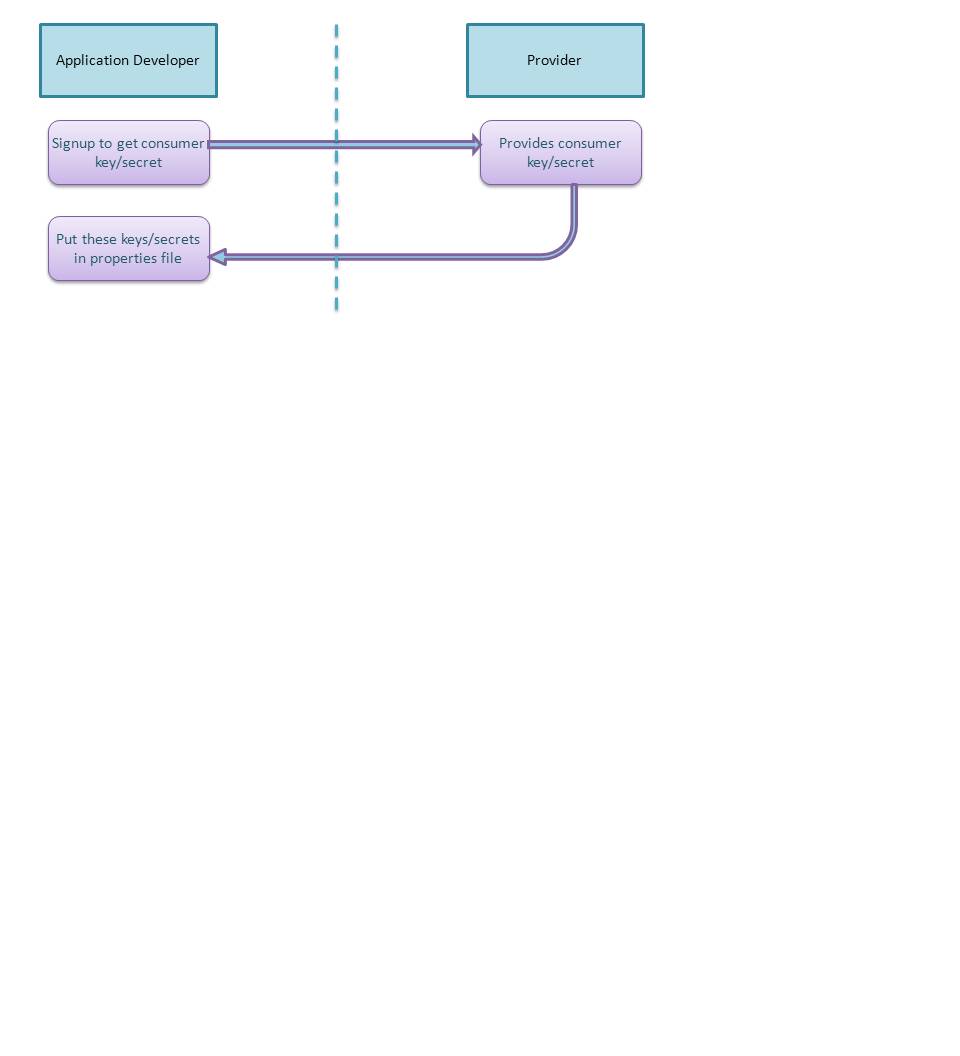 Application Developer
Provider
Signup to get consumer
key/secret
Provides consumer
key/secret
Put these keys/secrets
in properties file